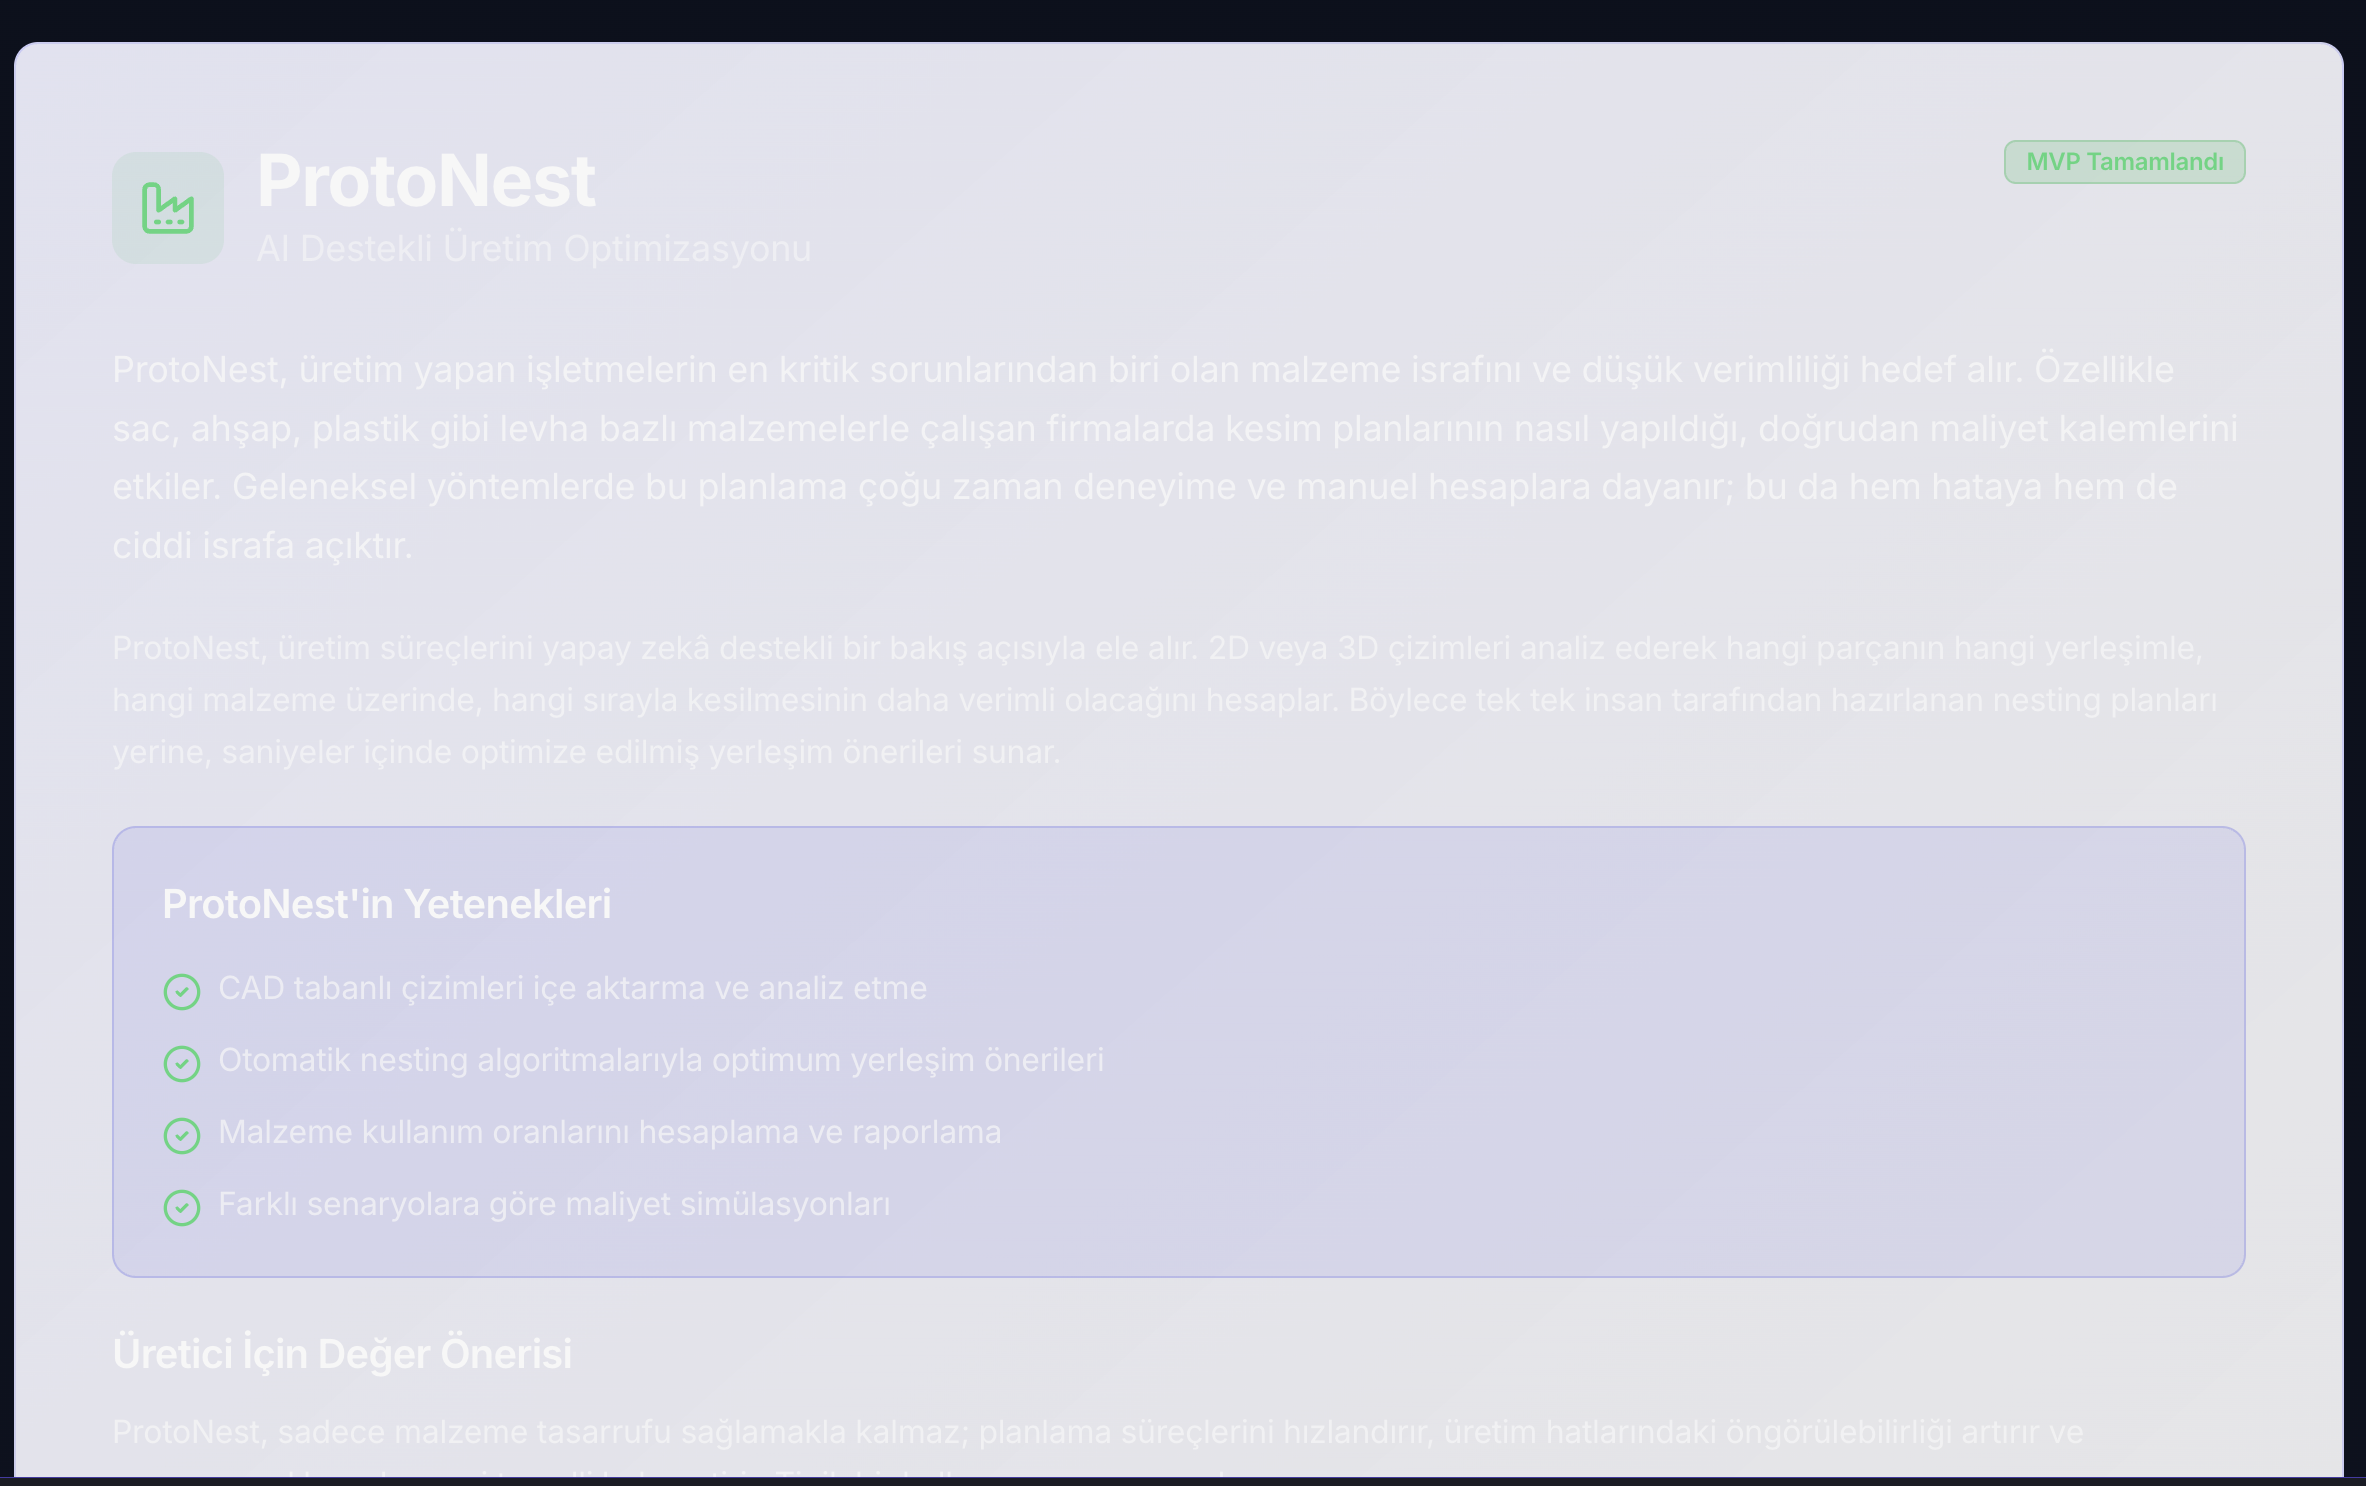 ProtoNest
MVP Tamamlandı
AI Destekli Üretim Optimizasyonu
ProtoNest, üretim yapan işletmelerin en kritik sorunlarından biri olan malzeme israfını ve düşük verimliliği hedef alır. Özellikle
sac, ahşap, plastik gibi levha bazlı malzemelerle çalışan firmalarda kesim planlarının nasıl yapıldığı, doğrudan maliyet kalemlerini
etkiler. Geleneksel yöntemlerde bu planlama çoğu zaman deneyime ve manuel hesaplara dayanır; bu da hem hataya hem de
ciddi israfa açıktır.
ProtoNest, üretim süreçlerini yapay zekâ destekli bir bakış açısıyla ele alır. 2D veya 3D çizimleri analiz ederek hangi parçanın hangi yerleşimle,
hangi malzeme üzerinde, hangi sırayla kesilmesinin daha verimli olacağını hesaplar. Böylece tek tek insan tarafından hazırlanan nesting planları
yerine, saniyeler içinde optimize edilmiş yerleşim önerileri sunar.
ProtoNest'in Yetenekleri
CAD tabanlı çizimleri içe aktarma ve analiz etme
Otomatik nesting algoritmalarıyla optimum yerleşim önerileri
Malzeme kullanım oranlarını hesaplama ve raporlama
Farklı senaryolara göre maliyet simülasyonları
Üretici İçin Değer Önerisi
ProtoNest, sadece malzeme tasarrufu sağlamakla kalmaz; planlama süreçlerini hızlandırır, üretim hatlarındaki öngörülebilirliği artırır ve